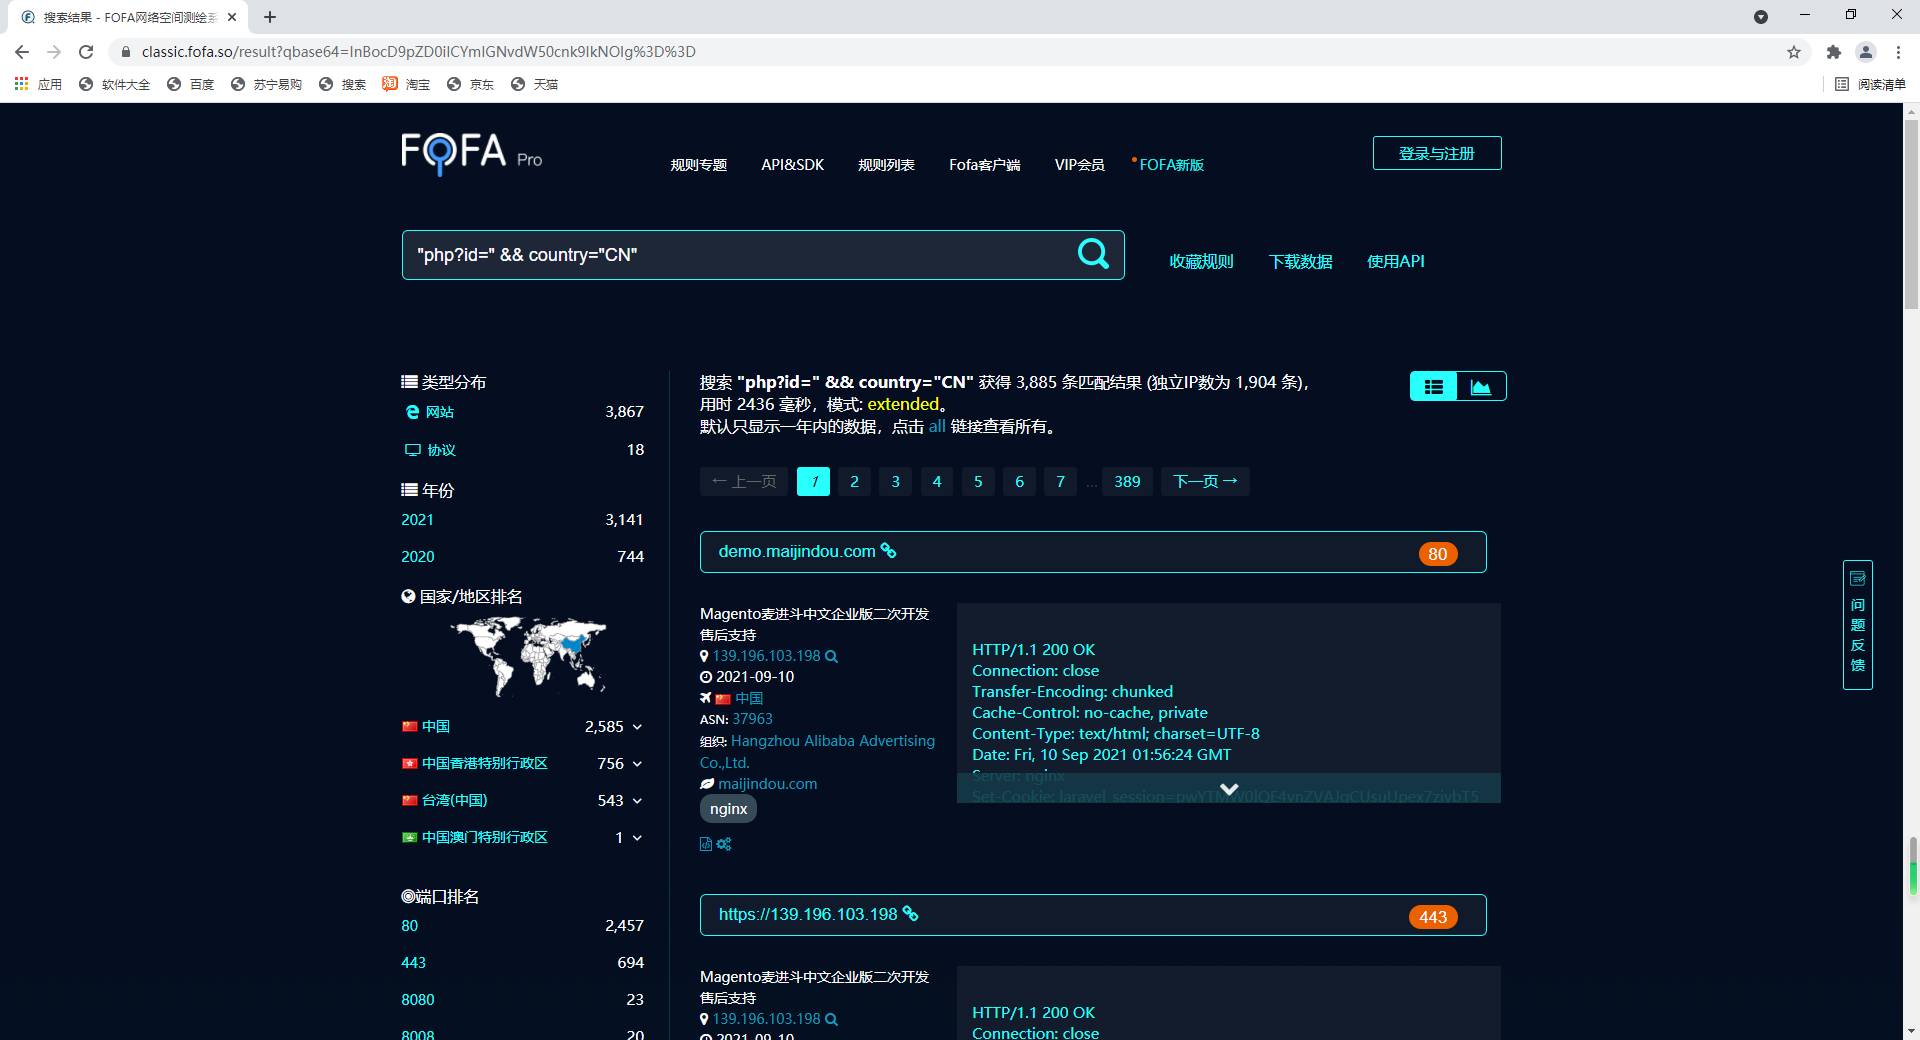 搜索结果 - FOFA网络空间测绘系
classic.fofa.so/result?qbase64=InBocD9pZD0iICYmIGNvdW50cnk9IkNOIg%3D%3D
应用 软件大全 百度 苏宁易购 搜索 淘宝 京东 天猫 阅读清单
FOFA Pro
规则专题 API&SDK 规则列表 Fofa客户端 VIP会员 FOFA新版
登录与注册
"php?id=" && country="CN"
收藏规则 下载数据 使用API
类型分布
网站 3,867
协议 18
年份
2021 3,141
2020 744
国家/地区排名
中国 2,585
中国香港特别行政区 756
台湾(中国) 543
中国澳门特别行政区 1
端口排名
80 2,457
443 694
8080 23
8008 20
搜索 "php?id=" && country="CN" 获得 3,885 条匹配结果 (独立IP数为 1,904 条),
用时 2436 毫秒，模式: extended。
默认只显示一年内的数据，点击 all 链接查看所有。
← 上一页 1 2 3 4 5 6 7 ... 389 下一页 →
demo.maijindou.com 80
Magento麦进斗中文企业版二次开发
售后支持
139.196.103.198
2021-09-10
中国
ASN: 37963
组织: Hangzhou Alibaba Advertising
Co.,Ltd.
maijindou.com
nginx
HTTP/1.1 200 OK
Connection: close
Transfer-Encoding: chunked
Cache-Control: no-cache, private
Content-Type: text/html; charset=UTF-8
Date: Fri, 10 Sep 2021 01:56:24 GMT
Server: nginx
Set-Cookie:
https://139.196.103.198 443
Magento麦进斗中文企业版二次开发
售后支持
139.196.103.198
2021-09-10
HTTP/1.1 200 OK
Connection: close
问题反馈